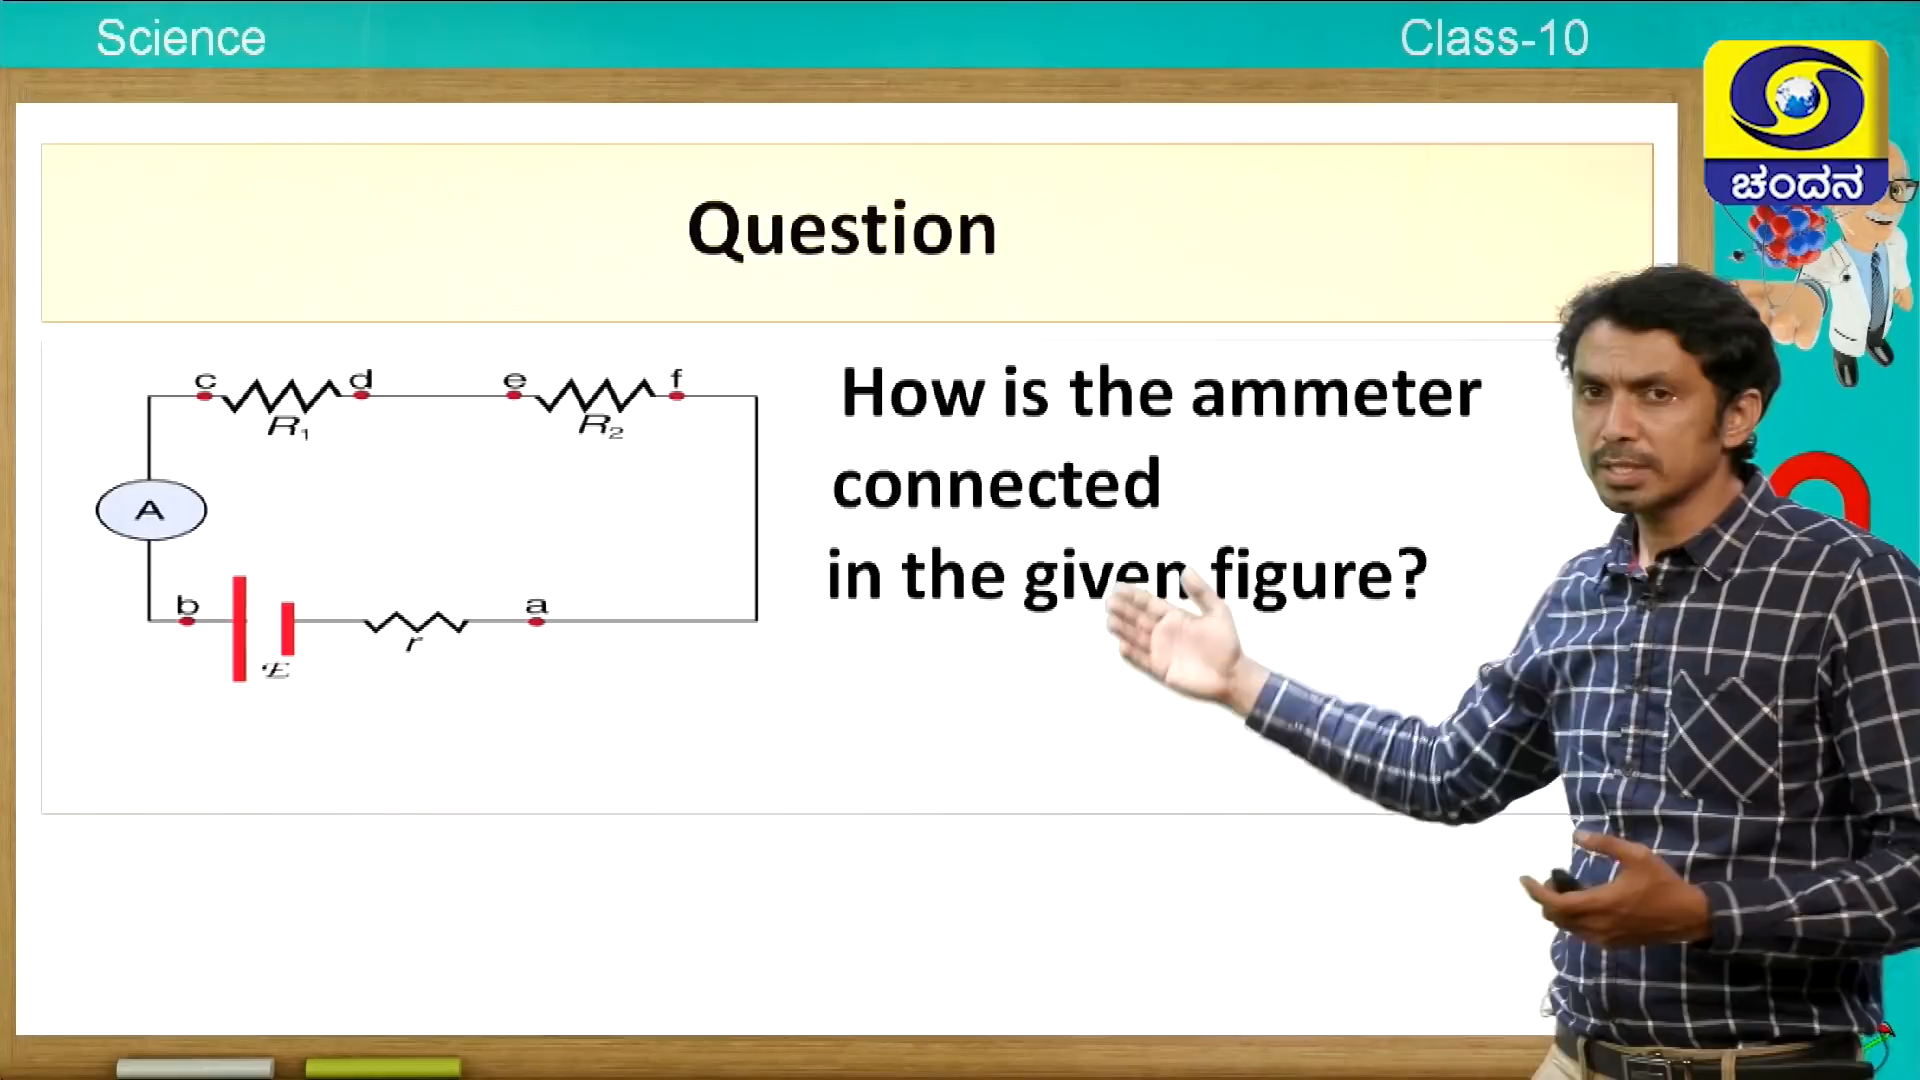 Science
Class-10
ಚಂದನ
Question
c
d
e
f
R1
R2
A
b
a
r
E
How is the ammeter
connected
in the given figure?